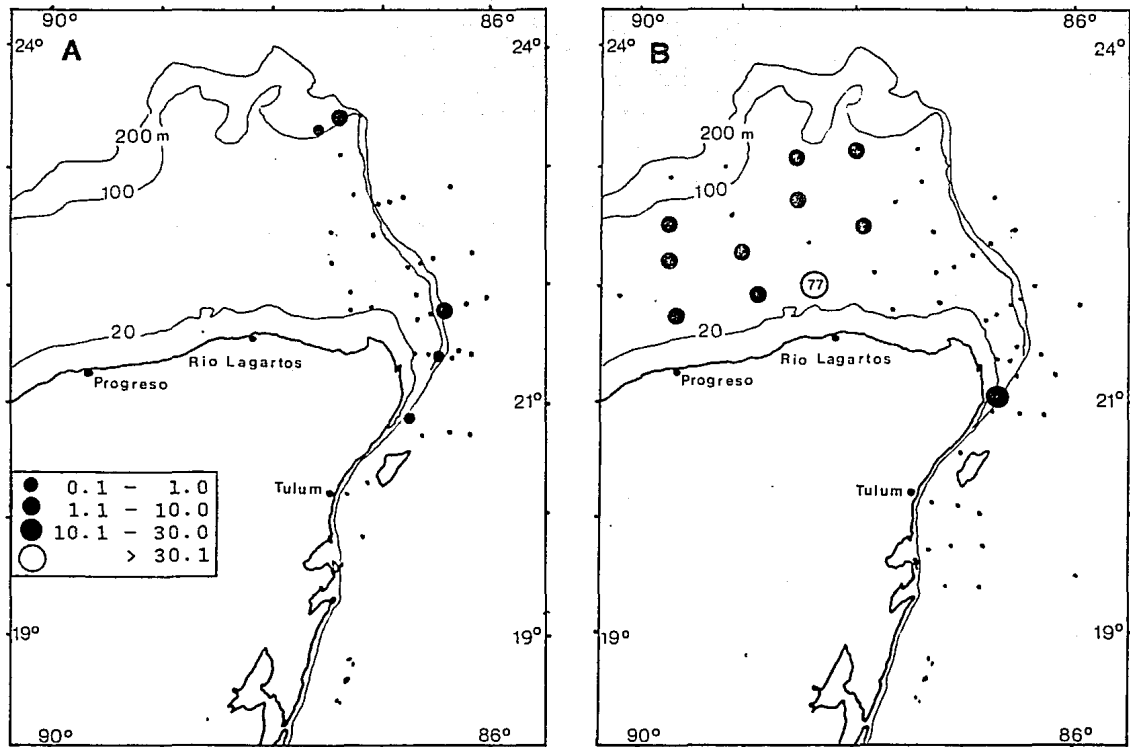 90° 86°
A
24° 24°
200 m
100
20
Rio Lagartos
Progreso
21°
Tulum
0.1 - 1.0
1.1 - 10.0
10.1 - 30.0
> 30.1
19° 19°
90° 86°
90° 86°
B
24° 24°
200 m
100
77
20
Rio Lagartos
Progreso
21°
Tulum
19° 19°
90° 86°